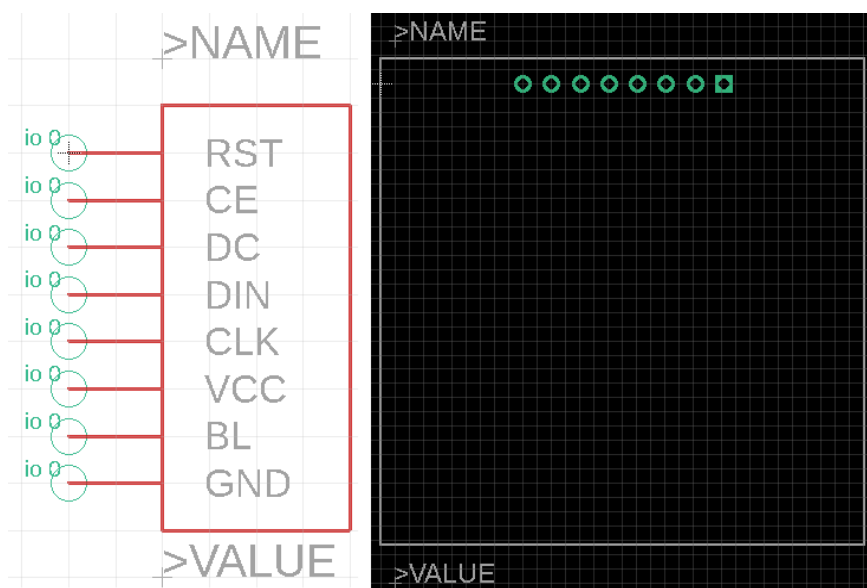 >NAME
io 0 RST
io 0 CE
io 0 DC
io 0 DIN
io 0 CLK
io 0 VCC
io 0 BL
io 0 GND
>VALUE
>NAME
>VALUE